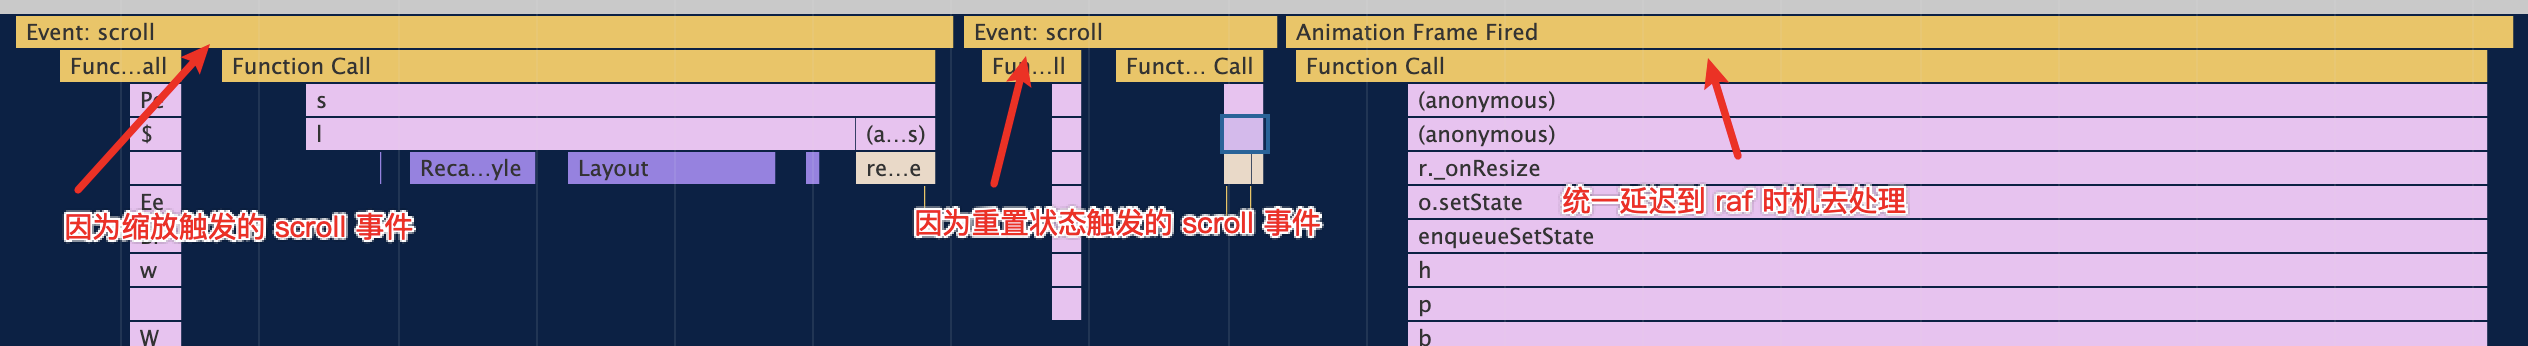 Event: scroll Event: scroll Animation Frame Fired
Func...all Function Call Fun...ll Funct... Call Function Call
s (anonymous)
$ l (a...s) (anonymous)
Reca...yle Layout re...e r._onResize
Ee o.setState 统一延迟到 raf 时机去处理
因为缩放触发的 scroll 事件 因为重置状态触发的 scroll 事件
enqueueSetState
w h
p
W b